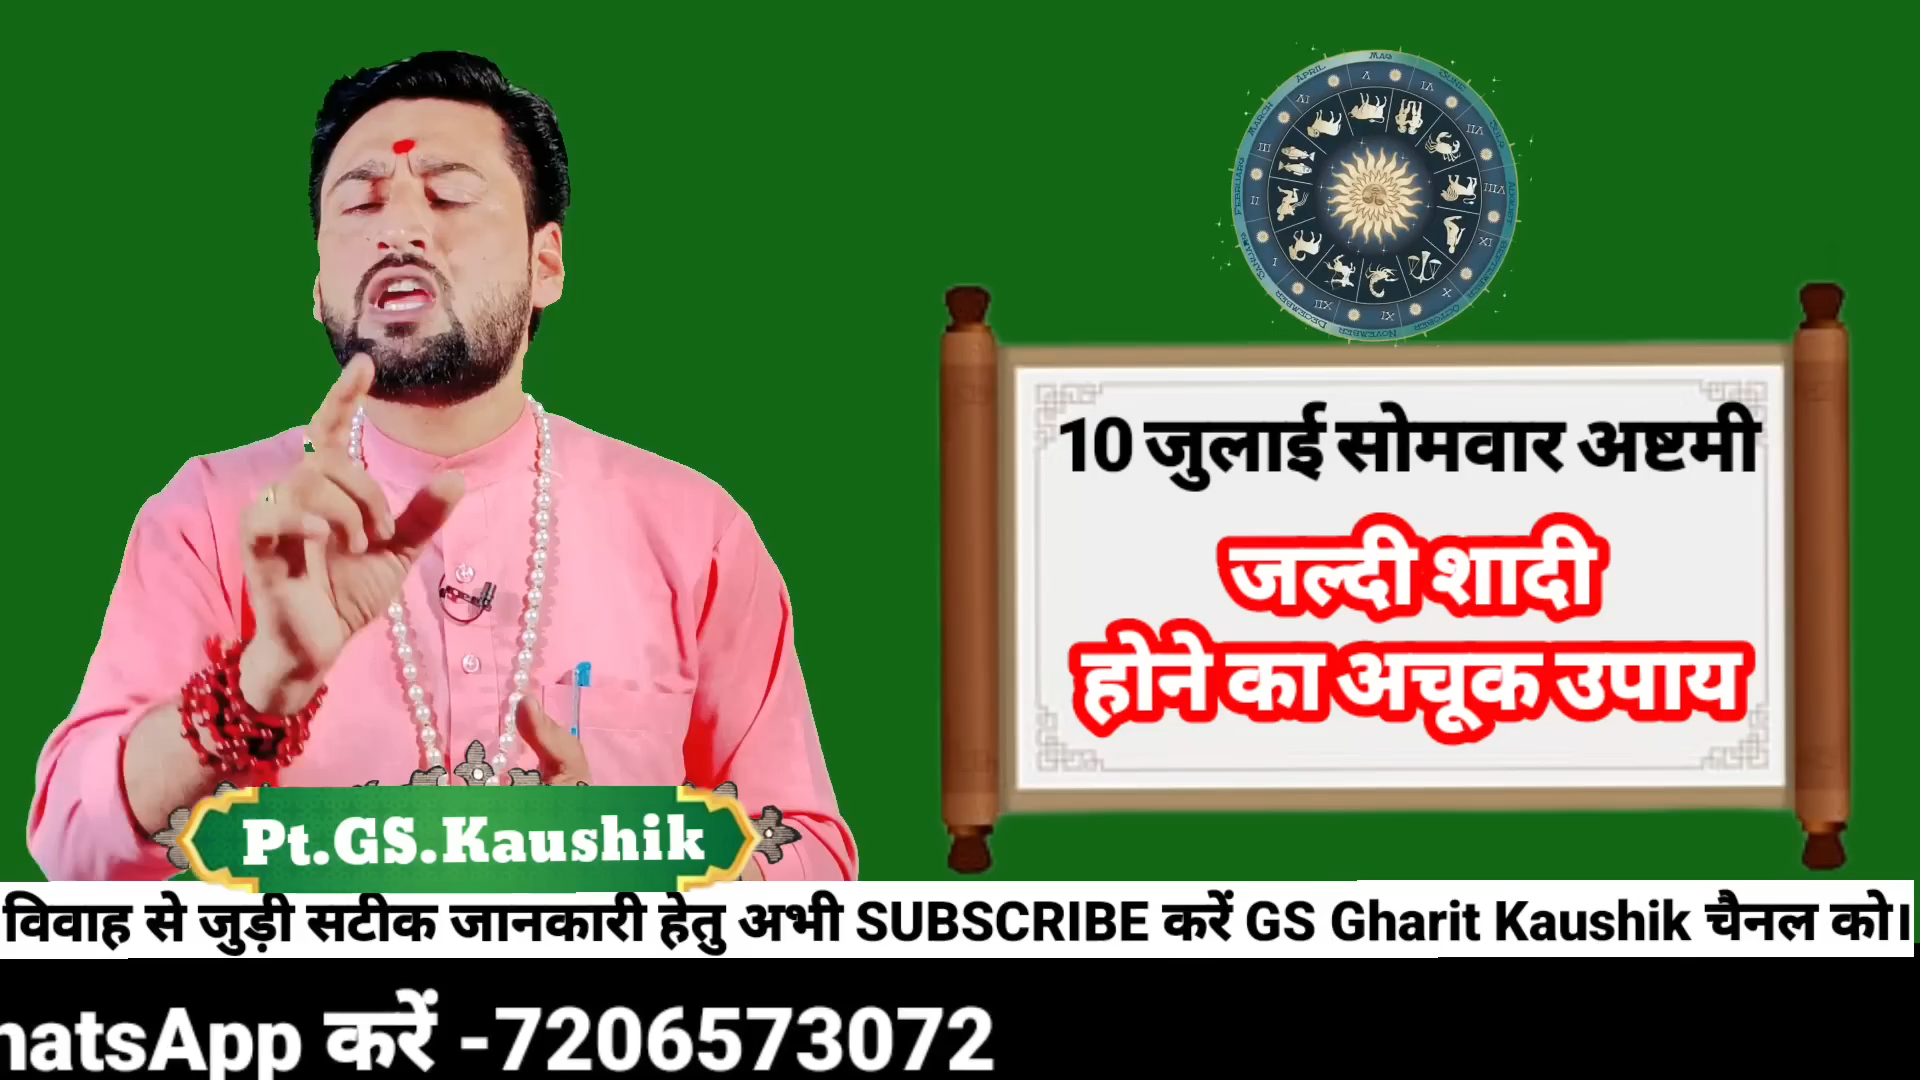 10 जुलाई सोमवार अष्टमी
जल्दी शादी
होने का अचूक उपाय
Pt.GS.Kaushik
विवाह से जुड़ी सटीक जानकारी हेतु अभी SUBSCRIBE करें GS Gharit Kaushik चैनल को।
hatsApp करें -7206573072